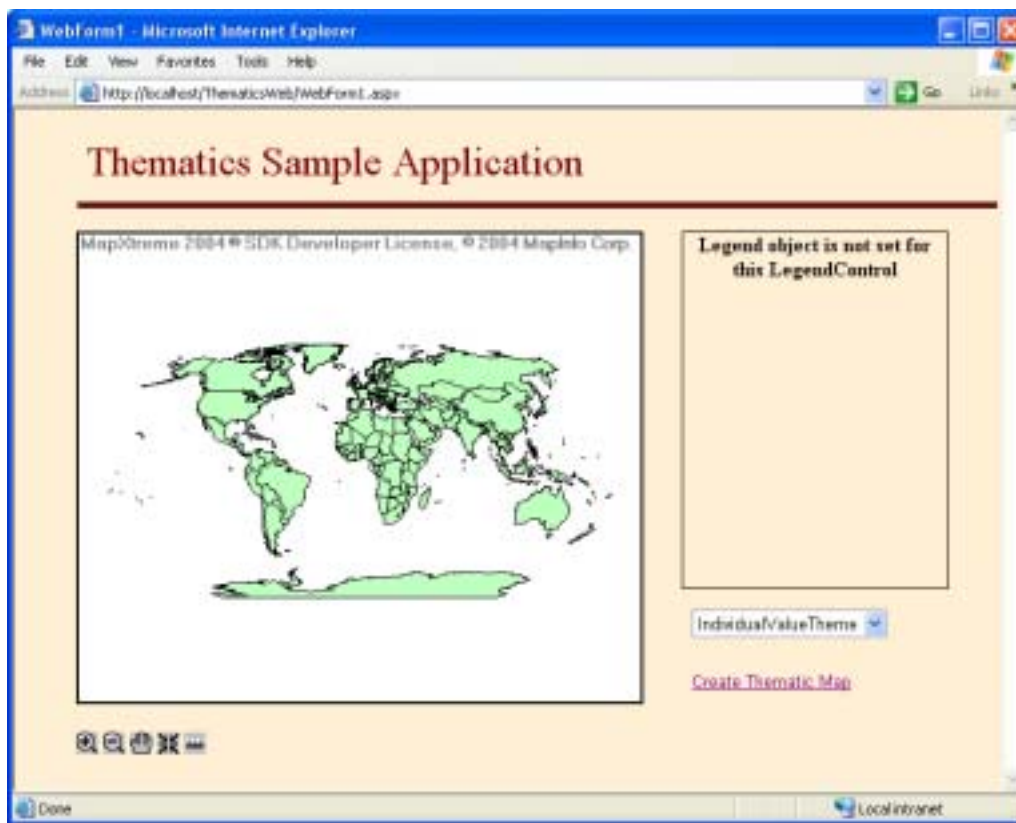 WebForm1 - Microsoft Internet Explorer
File Edit View Favorites Tools Help
Address http://localhost/ThematicsWeb/WebForm1.aspx Go Links
Thematics Sample Application
MapXtreme 2004 ® SDK Developer License, © 2004 MapInfo Corp.
Legend object is not set for
this LegendControl
IndividualValueTheme
Create Thematic Map
Done Local intranet